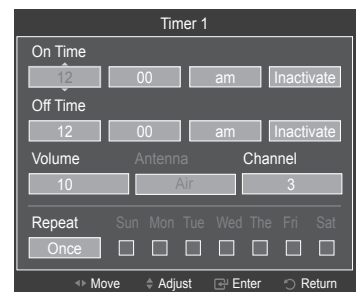 Timer 1
On Time
12 00 am Inactivate
Off Time
12 00 am Inactivate
Volume Antenna Channel
10 Air 3
Repeat Sun Mon Tue Wed The Fri Sat
Once
Move Adjust Enter Return